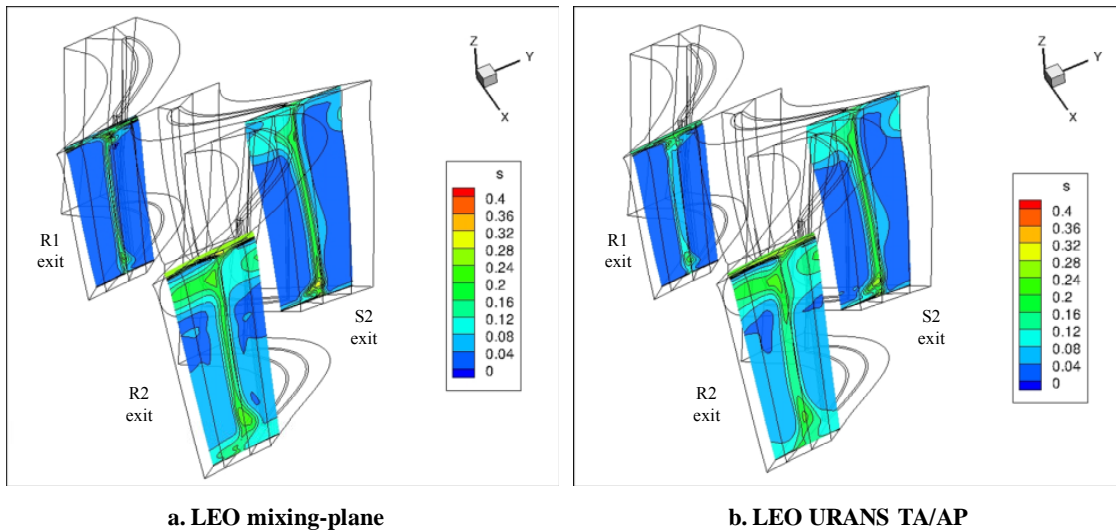 Z
Y
X
R1
exit
S2
exit
R2
exit
s
0.4
0.36
0.32
0.28
0.24
0.2
0.16
0.12
0.08
0.04
0
a. LEO mixing-plane
Z
Y
X
R1
exit
S2
exit
R2
exit
s
0.4
0.36
0.32
0.28
0.24
0.2
0.16
0.12
0.08
0.04
0
b. LEO URANS TA/AP